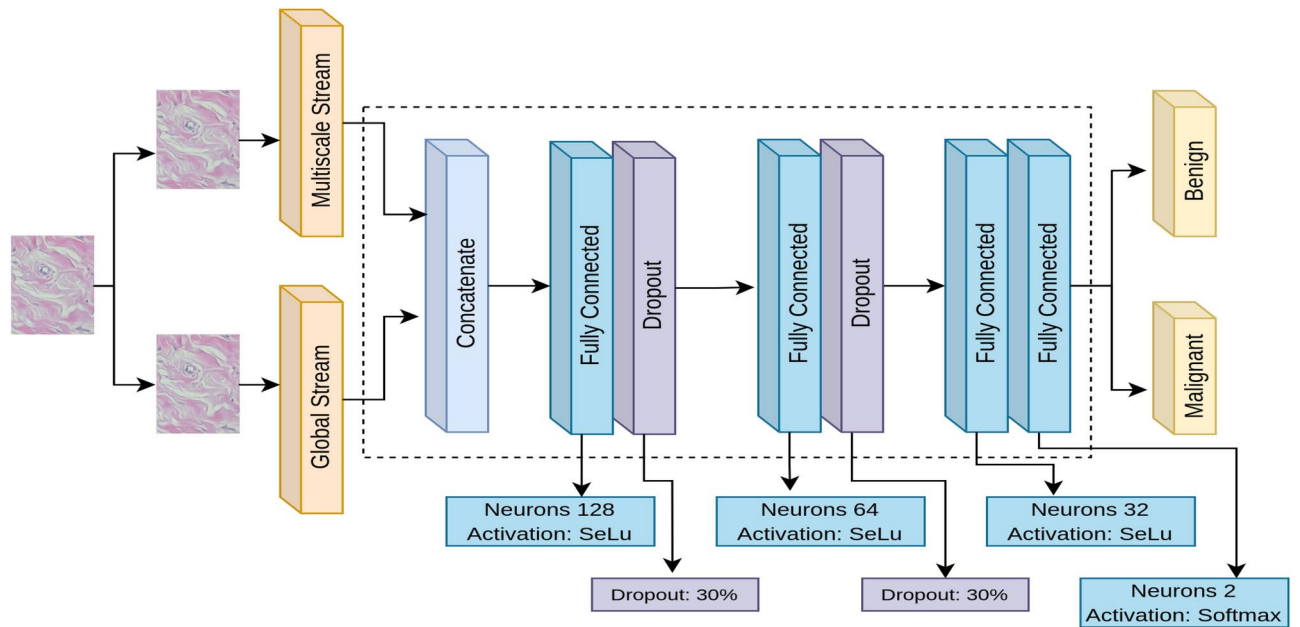 Multiscale Stream
Global Stream
Concatenate
Fully Connected
Dropout
Fully Connected
Dropout
Fully Connected
Fully Connected
Benign
Malignant
Neurons 128
Activation: SeLu
Dropout: 30%
Neurons 64
Activation: SeLu
Dropout: 30%
Neurons 32
Activation: SeLu
Neurons 2
Activation: Softmax